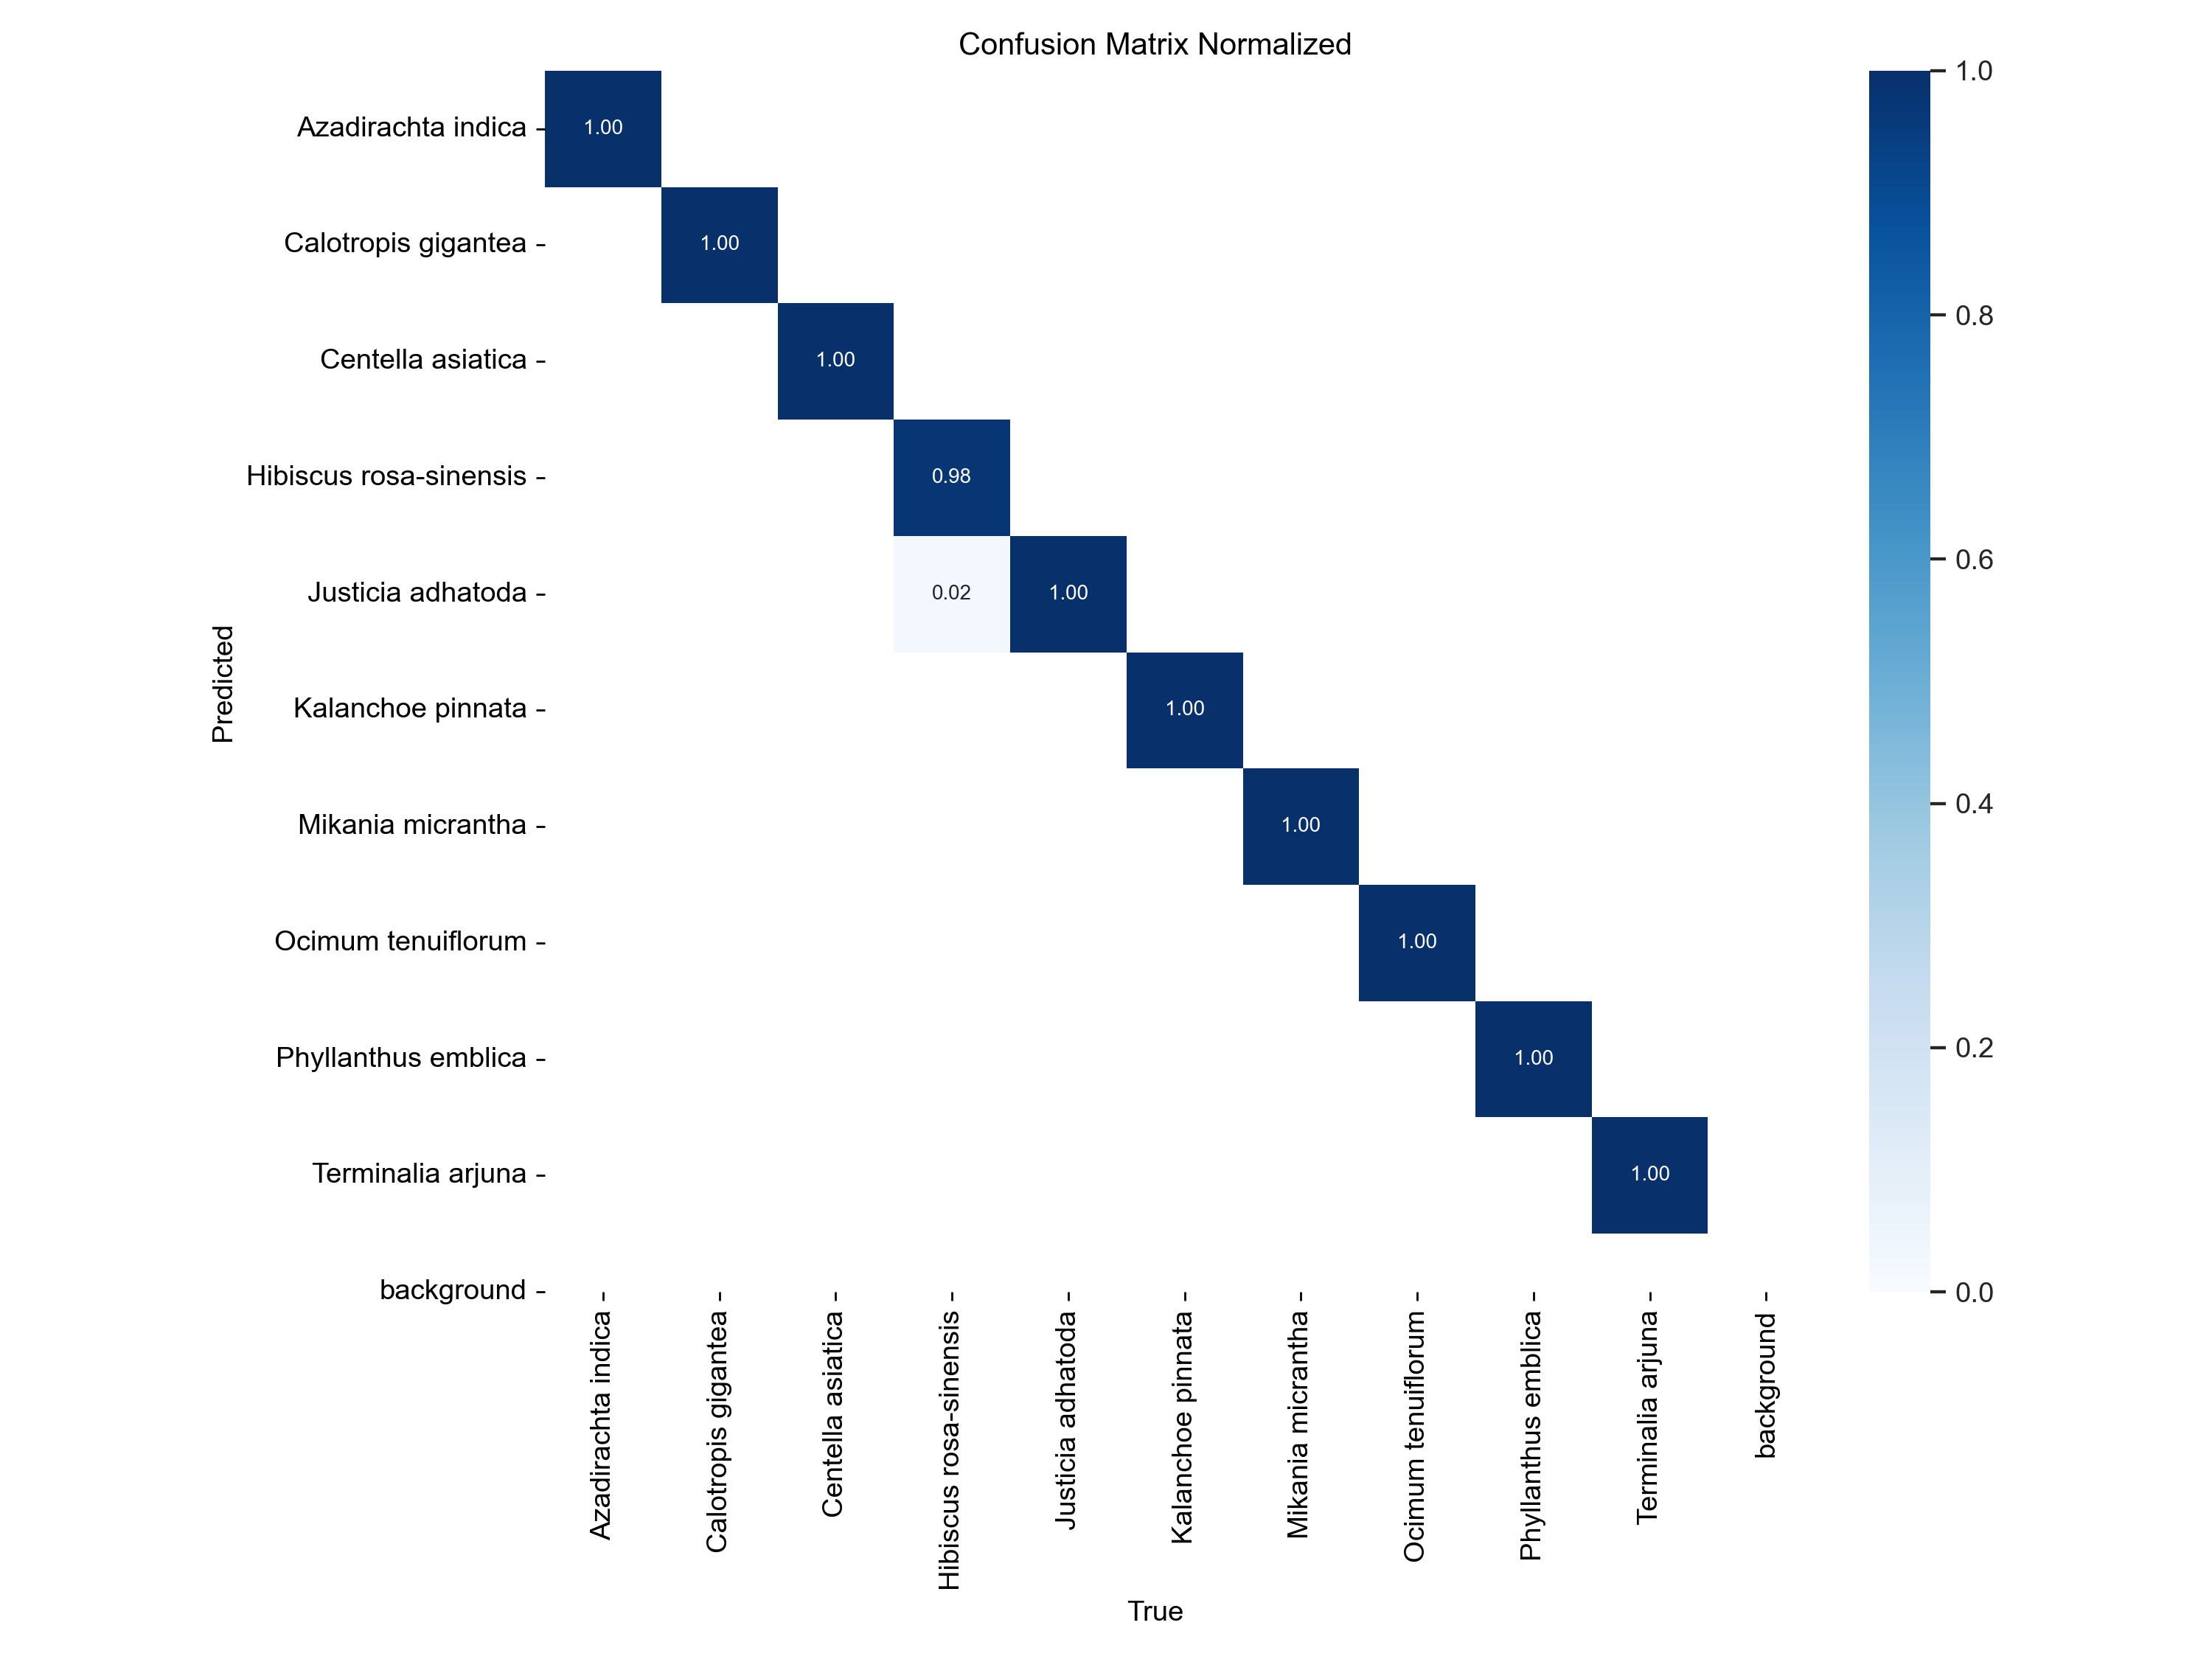 Confusion Matrix Normalized
Azadirachta indica
1.00
Calotropis gigantea
1.00
Centella asiatica
1.00
Hibiscus rosa-sinensis
0.98
Justicia adhatoda
0.02 1.00
Kalanchoe pinnata
1.00
Mikania micrantha
1.00
Ocimum tenuiflorum
1.00
Phyllanthus emblica
1.00
Terminalia arjuna
1.00
background
Predicted
Azadirachta indica
Calotropis gigantea
Centella asiatica
Hibiscus rosa-sinensis
Justicia adhatoda
Kalanchoe pinnata
Mikania micrantha
Ocimum tenuiflorum
Phyllanthus emblica
Terminalia arjuna
background
True
1.0
0.8
0.6
0.4
0.2
0.0